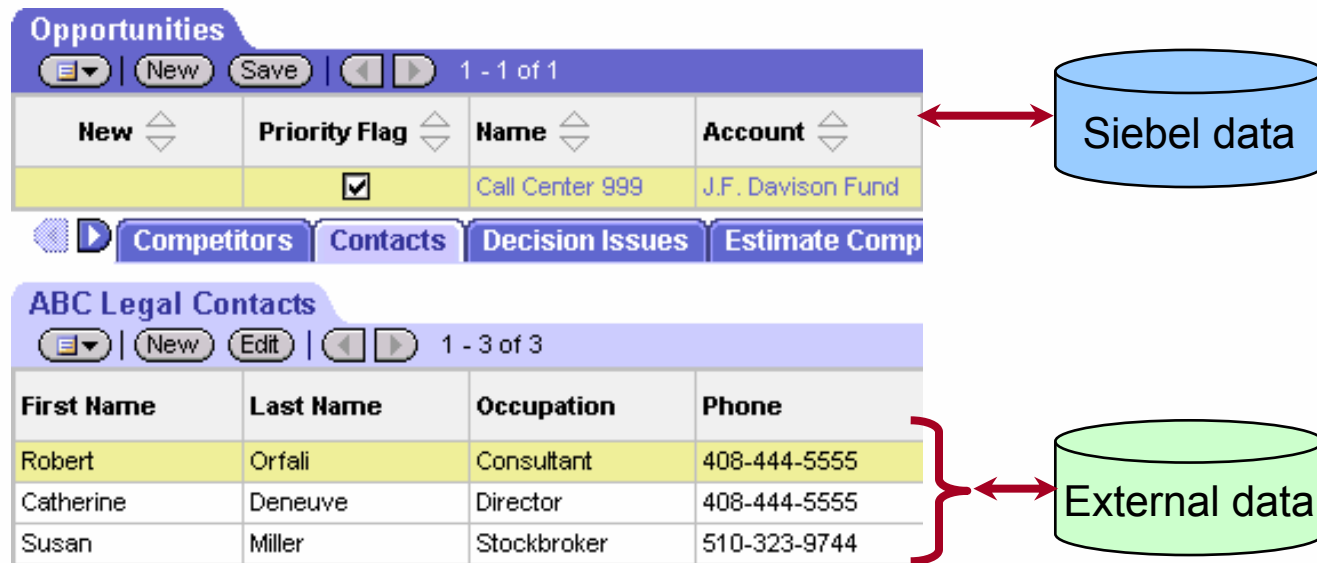 Opportunities
New Save 1 - 1 of 1
New Priority Flag Name Account
Call Center 999 J.F. Davison Fund
Siebel data
Competitors Contacts Decision Issues Estimate Comp
ABC Legal Contacts
New Edit 1 - 3 of 3
First Name Last Name Occupation Phone
Robert Orfali Consultant 408-444-5555
Catherine Deneuve Director 408-444-5555
Susan Miller Stockbroker 510-323-9744
External data